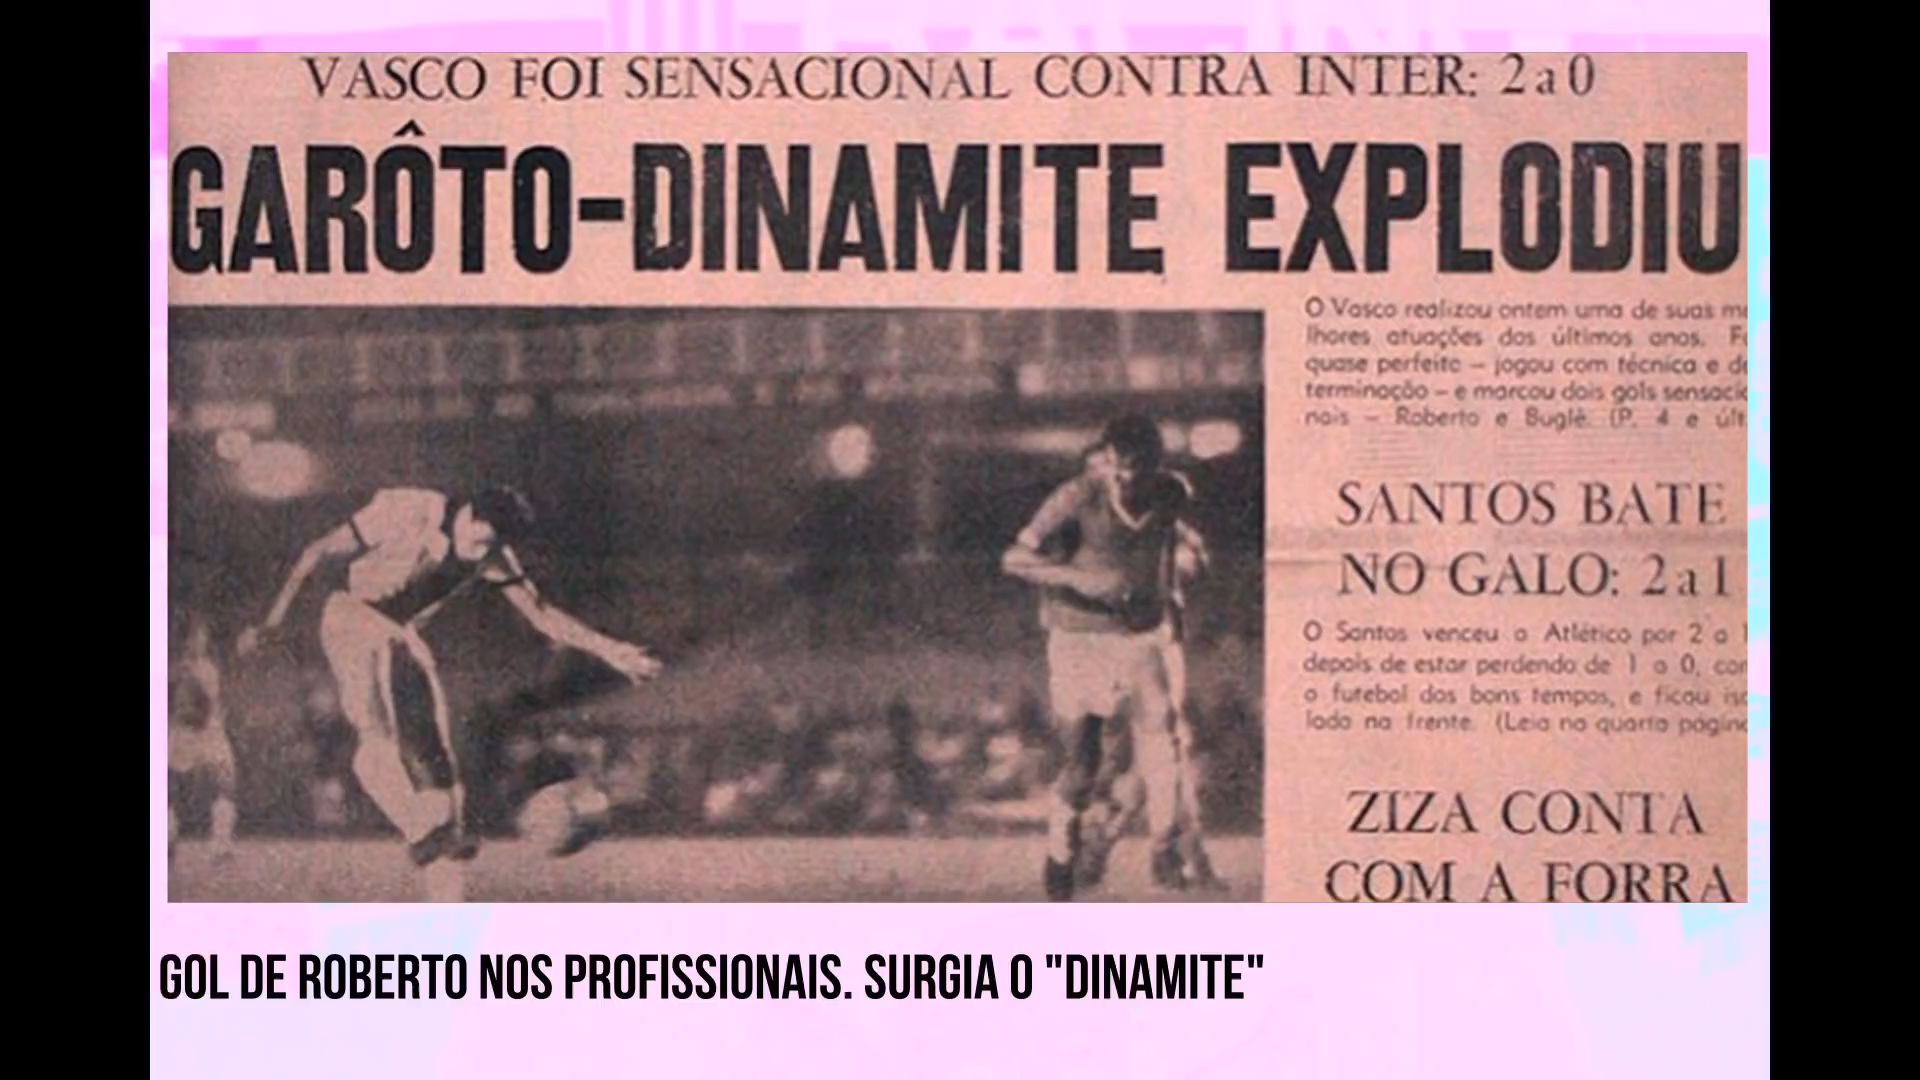 VASCO FOI SENSACIONAL CONTRA INTER: 2 a 0
GARÔTO-DINAMITE EXPLODIU
O Vasco realizou ontem uma de suas me
lhores atuações dos últimos anos. Fo
quase perfeito – jogou com técnica e de
terminação – e marcou dois gols sensacio
nais – Roberto e Buglê. (P. 4 e últ.
SANTOS BATE
NO GALO: 2 a 1
O Santos venceu o Atlético por 2 a 1
depois de estar perdendo de 1 a 0, com
o futebol dos bons tempos, e ficou iso
lado na frente. (Leia na quarta página
ZIZA CONTA
COM A FORRA
GOL DE ROBERTO NOS PROFISSIONAIS. SURGIA O "DINAMITE"